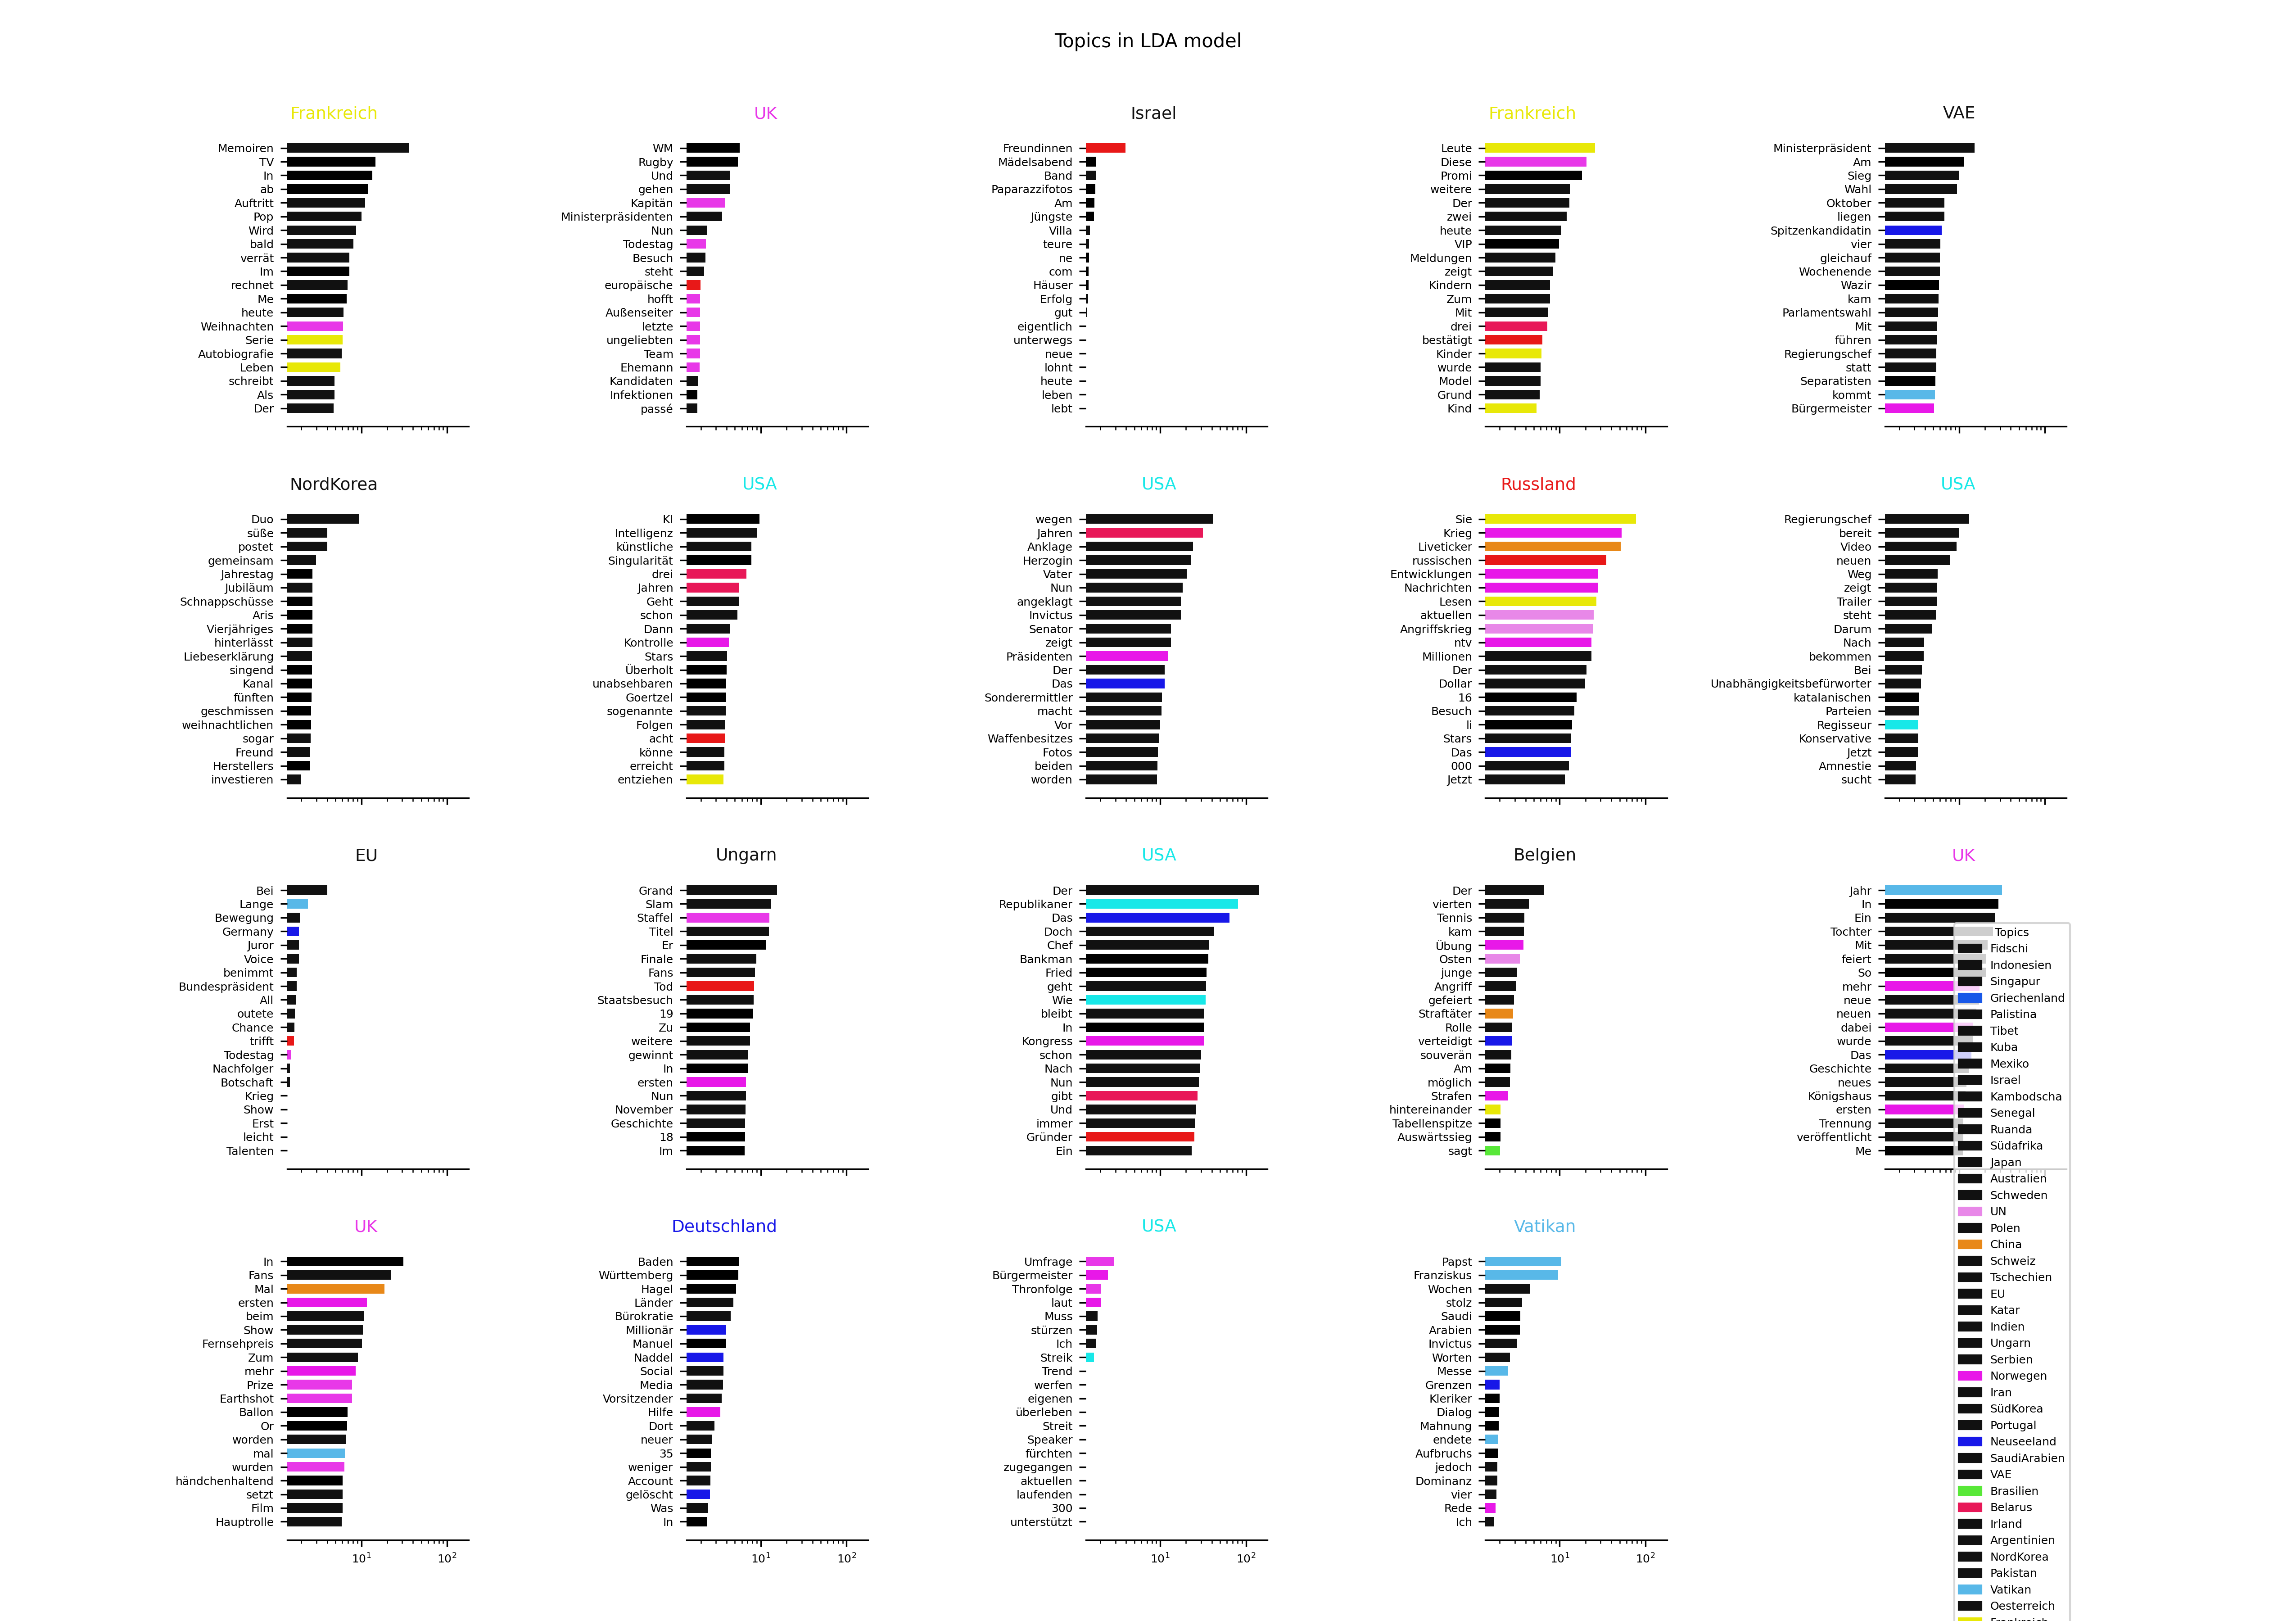 Topics in LDA model
Frankreich
Memoiren
TV
In
ab
Auftritt
Pop
Wird
bald
verrät
Im
rechnet
Me
heute
Weihnachten
Serie
Autobiografie
Leben
schreibt
Als
Der
UK
WM
Rugby
Und
gehen
Kapitän
Ministerpräsidenten
Nun
Todestag
Besuch
steht
europäische
hofft
Außenseiter
letzte
ungeliebten
Team
Ehemann
Kandidaten
Infektionen
passé
Israel
Freundinnen
Mädelsabend
Band
Paparazzifotos
Am
Jüngste
Villa
teure
ne
com
Häuser
Erfolg
gut
eigentlich
unterwegs
neue
lohnt
heute
leben
lebt
Frankreich
Leute
Diese
Promi
weitere
Der
zwei
heute
VIP
Meldungen
zeigt
Kindern
Zum
Mit
drei
bestätigt
Kinder
wurde
Model
Grund
Kind
VAE
Ministerpräsident
Am
Sieg
Wahl
Oktober
liegen
Spitzenkandidatin
vier
gleichauf
Wochenende
Wazir
kam
Parlamentswahl
Mit
führen
Regierungschef
statt
Separatisten
kommt
Bürgermeister
NordKorea
Duo
süße
postet
gemeinsam
Jahrestag
Jubiläum
Schnappschüsse
Aris
Vierjähriges
hinterlässt
Liebeserklärung
singend
Kanal
fünften
geschmissen
weihnachtlichen
sogar
Freund
Herstellers
investieren
USA
KI
Intelligenz
künstliche
Singularität
drei
Jahren
Geht
schon
Dann
Kontrolle
Stars
Überholt
unabsehbaren
Goertzel
sogenannte
Folgen
acht
könne
erreicht
entziehen
USA
wegen
Jahren
Anklage
Herzogin
Vater
Nun
angeklagt
Invictus
Senator
zeigt
Präsidenten
Der
Das
Sonderermittler
macht
Vor
Waffenbesitzes
Fotos
beiden
worden
Russland
Sie
Krieg
Liveticker
russischen
Entwicklungen
Nachrichten
Lesen
aktuellen
Angriffskrieg
ntv
Millionen
Der
Dollar
16
Besuch
li
Stars
Das
000
Jetzt
USA
Regierungschef
bereit
Video
neuen
Weg
zeigt
Trailer
steht
Darum
Nach
bekommen
Bei
Unabhängigkeitsbefürworter
katalanischen
Parteien
Regisseur
Konservative
Jetzt
Amnestie
sucht
EU
Bei
Lange
Bewegung
Germany
Juror
Voice
benimmt
Bundespräsident
All
outete
Chance
trifft
Todestag
Nachfolger
Botschaft
Krieg
Show
Erst
leicht
Talenten
Ungarn
Grand
Slam
Staffel
Titel
Er
Finale
Fans
Tod
Staatsbesuch
19
Zu
weitere
gewinnt
In
ersten
Nun
November
Geschichte
18
Im
USA
Der
Republikaner
Das
Doch
Chef
Bankman
Fried
geht
Wie
bleibt
In
Kongress
schon
Nach
Nun
gibt
Und
immer
Gründer
Ein
Belgien
Der
vierten
Tennis
kam
Übung
Osten
junge
Angriff
gefeiert
Straftäter
Rolle
verteidigt
souverän
Am
möglich
Strafen
hintereinander
Tabellenspitze
Auswärtssieg
sagt
UK
Jahr
In
Ein
Tochter
Mit
feiert
So
mehr
neue
neuen
dabei
wurde
Das
Geschichte
neues
Königshaus
ersten
Trennung
veröffentlicht
Me
UK
In
Fans
Mal
ersten
beim
Show
Fernsehpreis
Zum
mehr
Prize
Earthshot
Ballon
Or
worden
mal
wurden
händchenhaltend
setzt
Film
Hauptrolle
10¹ 10²
Deutschland
Baden
Württemberg
Hagel
Länder
Bürokratie
Millionär
Manuel
Naddel
Social
Media
Vorsitzender
Hilfe
Dort
neuer
35
weniger
Account
gelöscht
Was
In
10¹ 10²
USA
Umfrage
Bürgermeister
Thronfolge
laut
Muss
stürzen
Ich
Streik
Trend
werfen
eigenen
überleben
Streit
Speaker
fürchten
zugegangen
aktuellen
laufenden
300
unterstützt
10¹ 10²
Vatikan
Papst
Franziskus
Wochen
stolz
Saudi
Arabien
Invictus
Worten
Messe
Grenzen
Kleriker
Dialog
Mahnung
endete
Aufbruchs
jedoch
Dominanz
vier
Rede
Ich
10¹ 10²
Topics
Fidschi
Indonesien
Singapur
Griechenland
Palistina
Tibet
Kuba
Mexiko
Israel
Kambodscha
Senegal
Ruanda
Südafrika
Japan
Australien
Schweden
UN
Polen
China
Schweiz
Tschechien
EU
Katar
Indien
Ungarn
Serbien
Norwegen
Iran
SüdKorea
Portugal
Neuseeland
SaudiArabien
VAE
Brasilien
Belarus
Irland
Argentinien
NordKorea
Pakistan
Vatikan
Oesterreich